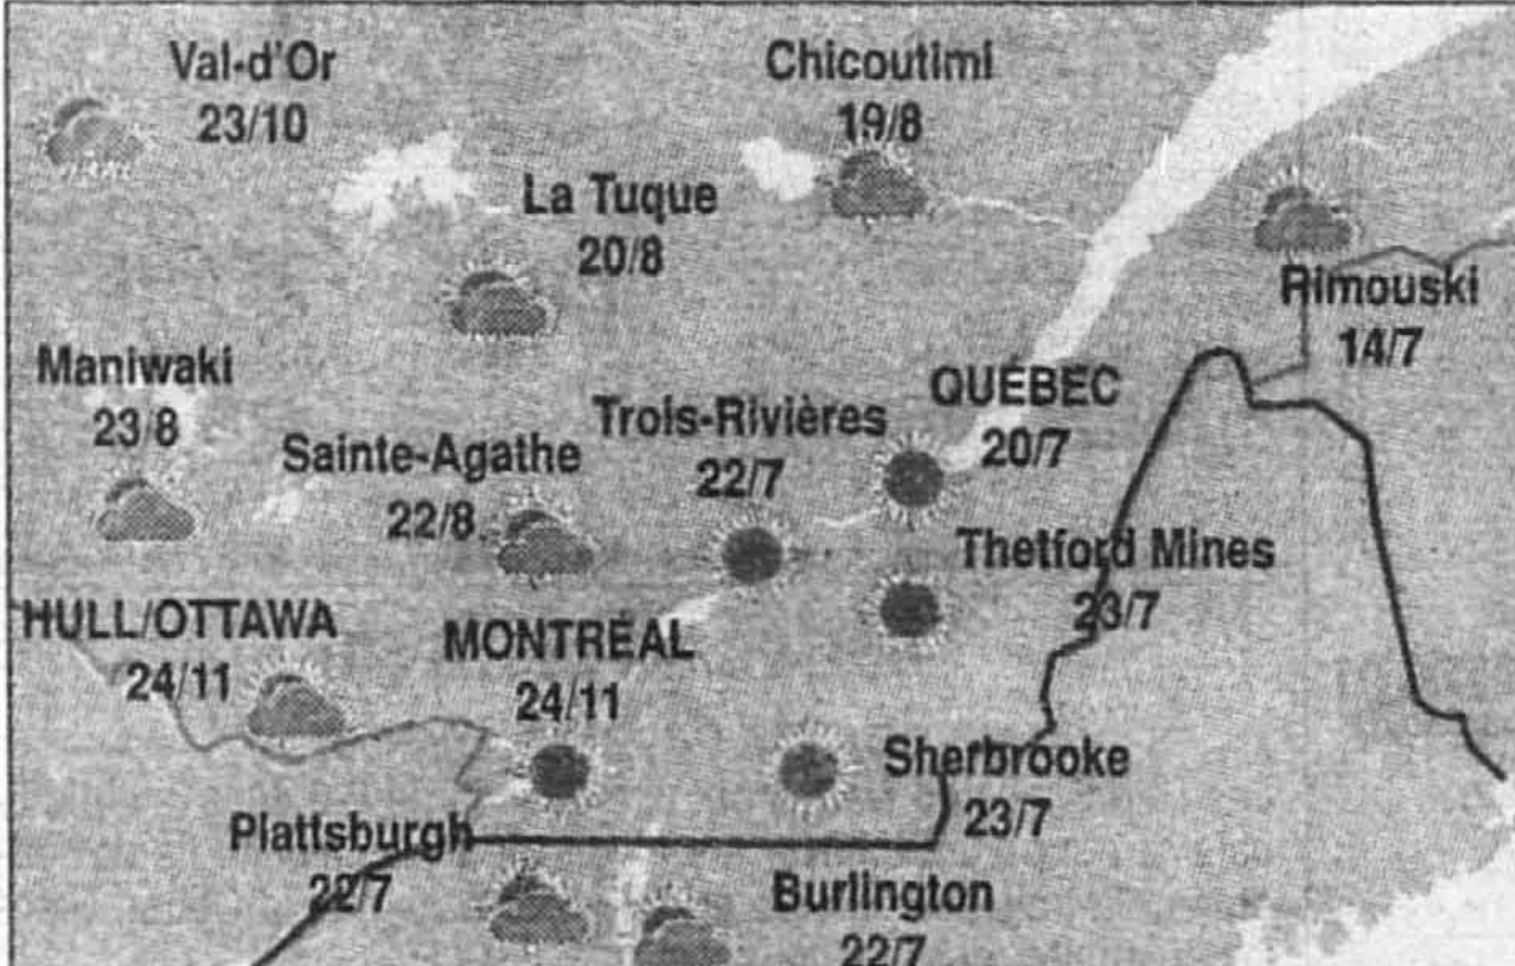 Val-d'Or
23/10
Chicoutimi
19/8
La Tuque
20/8
Rimouski
14/7
Maniwaki
23/8
Sainte-Agathe
22/8
Trois-Rivières
22/7
QUÉBEC
20/7
Thetford Mines
23/7
HULL/OTTAWA
24/11
MONTRÉAL
24/11
Sherbrooke
23/7
Plattsburgh
22/7
Burlington
22/7